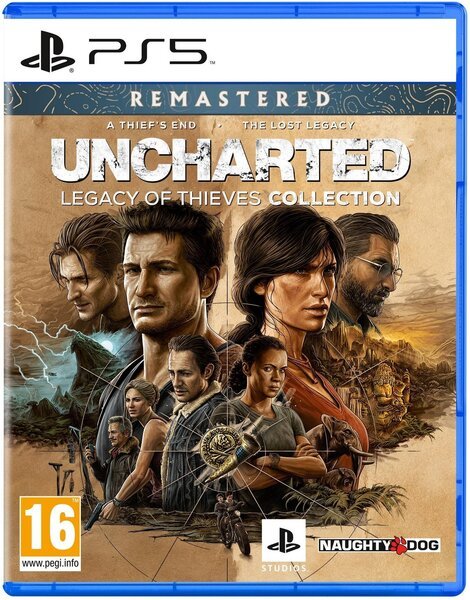 PS5
REMASTERED
A THIEF'S END · THE LOST LEGACY
UNCHARTED
LEGACY OF THIEVES COLLECTION
16
www.pegi.info
PlayStation
STUDIOS
NAUGHTY DOG